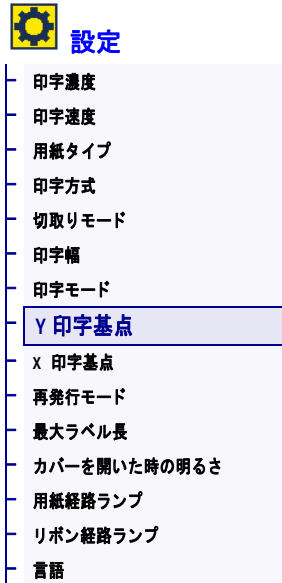 設定
印字濃度
印字速度
用紙タイプ
印字方式
切取りモード
印字幅
印字モード
Y 印字基点
X 印字基点
再発行モード
最大ラベル長
カバーを開いた時の明るさ
用紙経路ランプ
リボン経路ランプ
言語